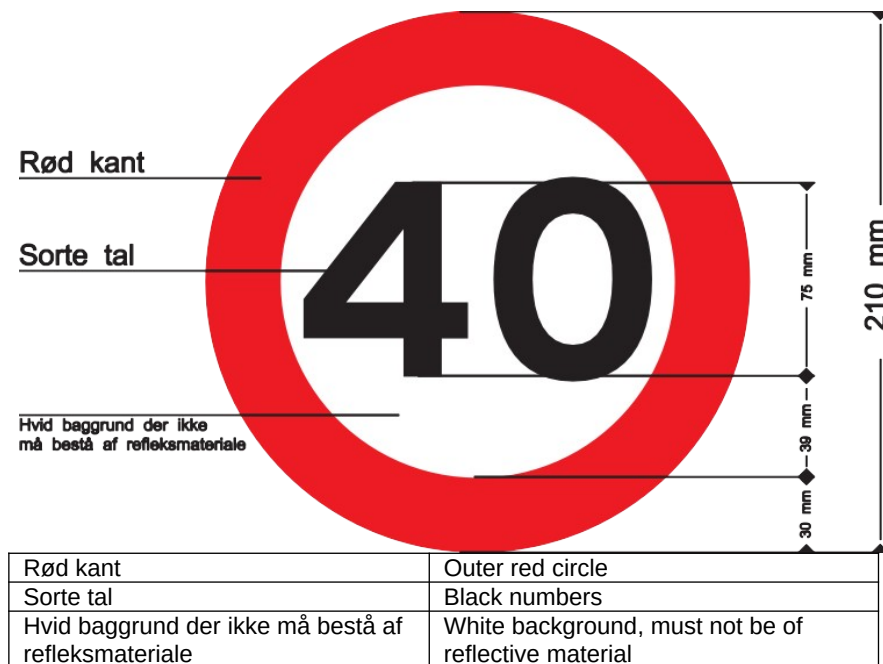 Rød kant
40
Sorte tal
75 mm
210 mm
Hvid baggrund der ikke
må bestå af refleksmateriale
39 mm
30 mm
Rød kant Outer red circle
Sorte tal Black numbers
Hvid baggrund der ikke må bestå af White background, must not be of
refleksmateriale reflective material